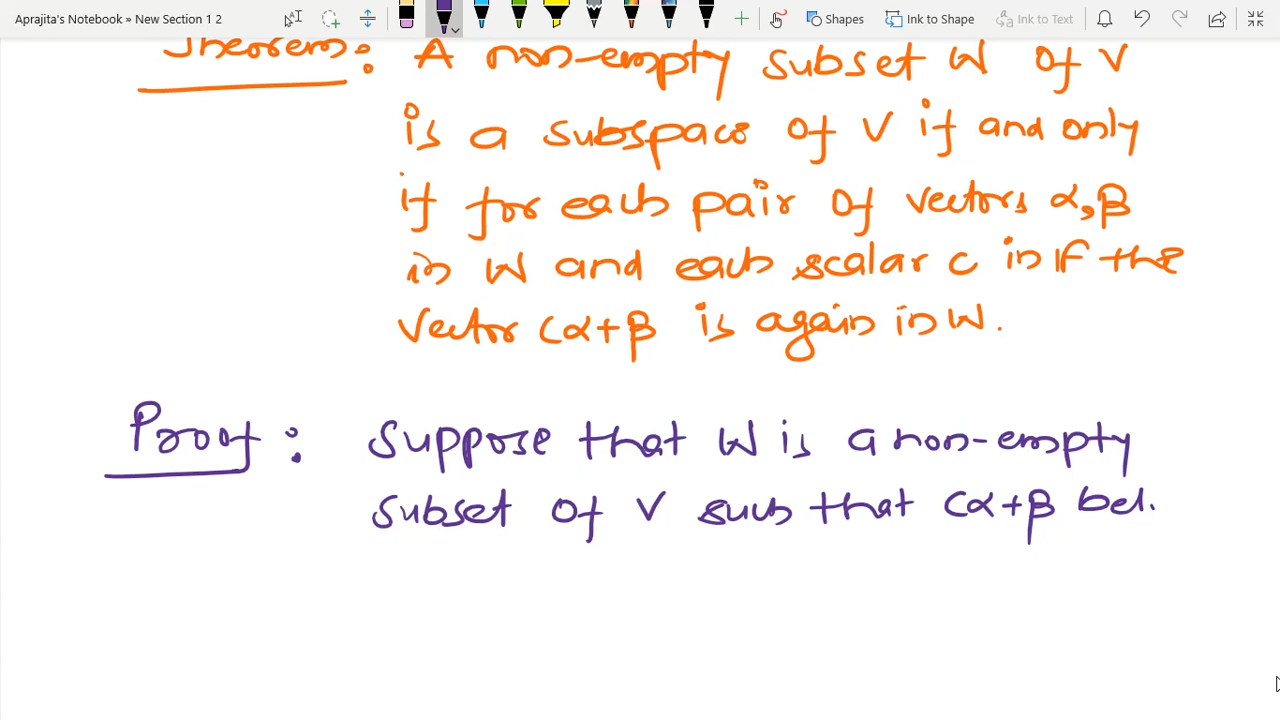 Aprajita's Notebook » New Section 1 2
Shapes Ink to Shape Ink to Text
Theorem: A non-empty subset W of V
is a subspace of V if and only
if for each pair of vectors α, β
in W and each scalar c in F the
vector cα+β is again in W.
Proof: Suppose that W is a non-empty
subset of V such that cα+β bel.